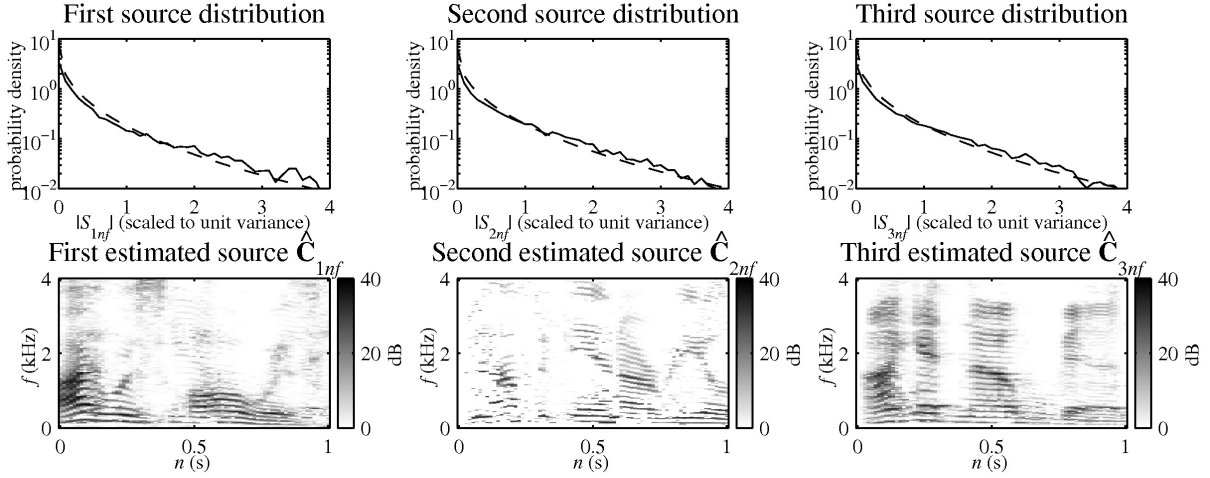 First source distribution
Second source distribution
Third source distribution
probability density
10^1
10^0
10^−1
10^−2
0 1 2 3 4
|S_1nf| (scaled to unit variance)
probability density
10^1
10^0
10^−1
10^−2
0 1 2 3 4
|S_2nf| (scaled to unit variance)
probability density
10^1
10^0
10^−1
10^−2
0 1 2 3 4
|S_3nf| (scaled to unit variance)
First estimated source Ĉ_1nf
Second estimated source Ĉ_2nf
Third estimated source Ĉ_3nf
f (kHz)
4
2
0
0 0.5 1
n (s)
40
20
0
dB
f (kHz)
4
2
0
0 0.5 1
n (s)
40
20
0
dB
f (kHz)
4
2
0
0 0.5 1
n (s)
40
20
0
dB